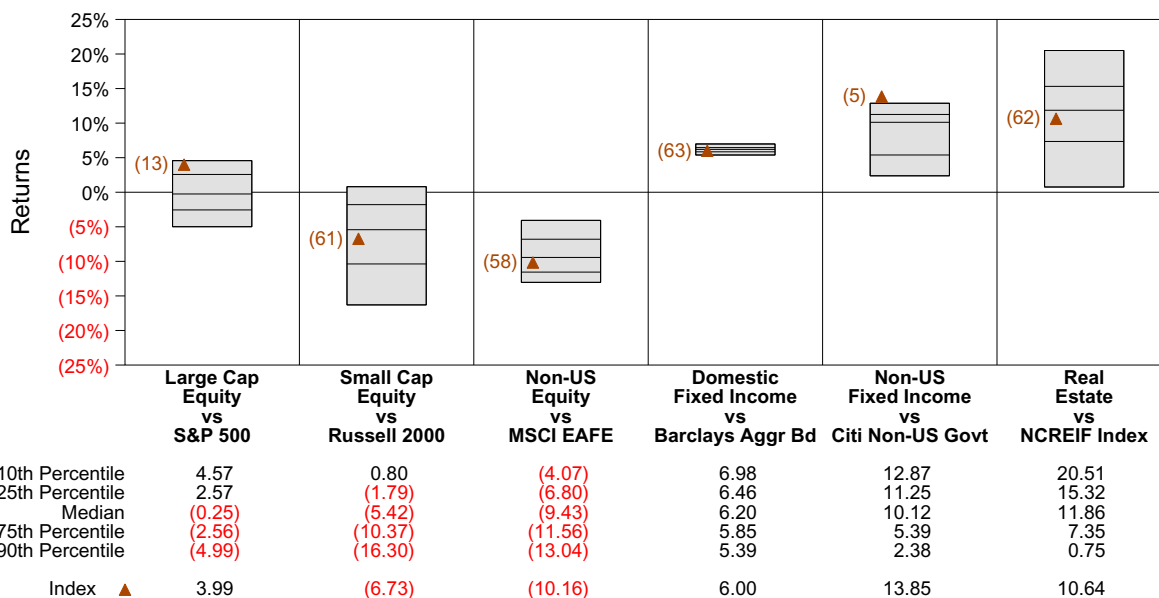 25%
20%
15%
10%
5%
0%
(5%)
(10%)
(15%)
(20%)
(25%)
Returns
(13)
(61)
(58)
(63)
(5)
(62)
Large Cap
Equity
vs
S&P 500
Small Cap
Equity
vs
Russell 2000
Non-US
Equity
vs
MSCI EAFE
Domestic
Fixed Income
vs
Barclays Aggr Bd
Non-US
Fixed Income
vs
Citi Non-US Govt
Real
Estate
vs
NCREIF Index
10th Percentile 4.57 0.80 (4.07) 6.98 12.87 20.51
25th Percentile 2.57 (1.79) (6.80) 6.46 11.25 15.32
Median (0.25) (5.42) (9.43) 6.20 10.12 11.86
75th Percentile (2.56) (10.37) (11.56) 5.85 5.39 7.35
90th Percentile (4.99) (16.30) (13.04) 5.39 2.38 0.75
Index 3.99 (6.73) (10.16) 6.00 13.85 10.64